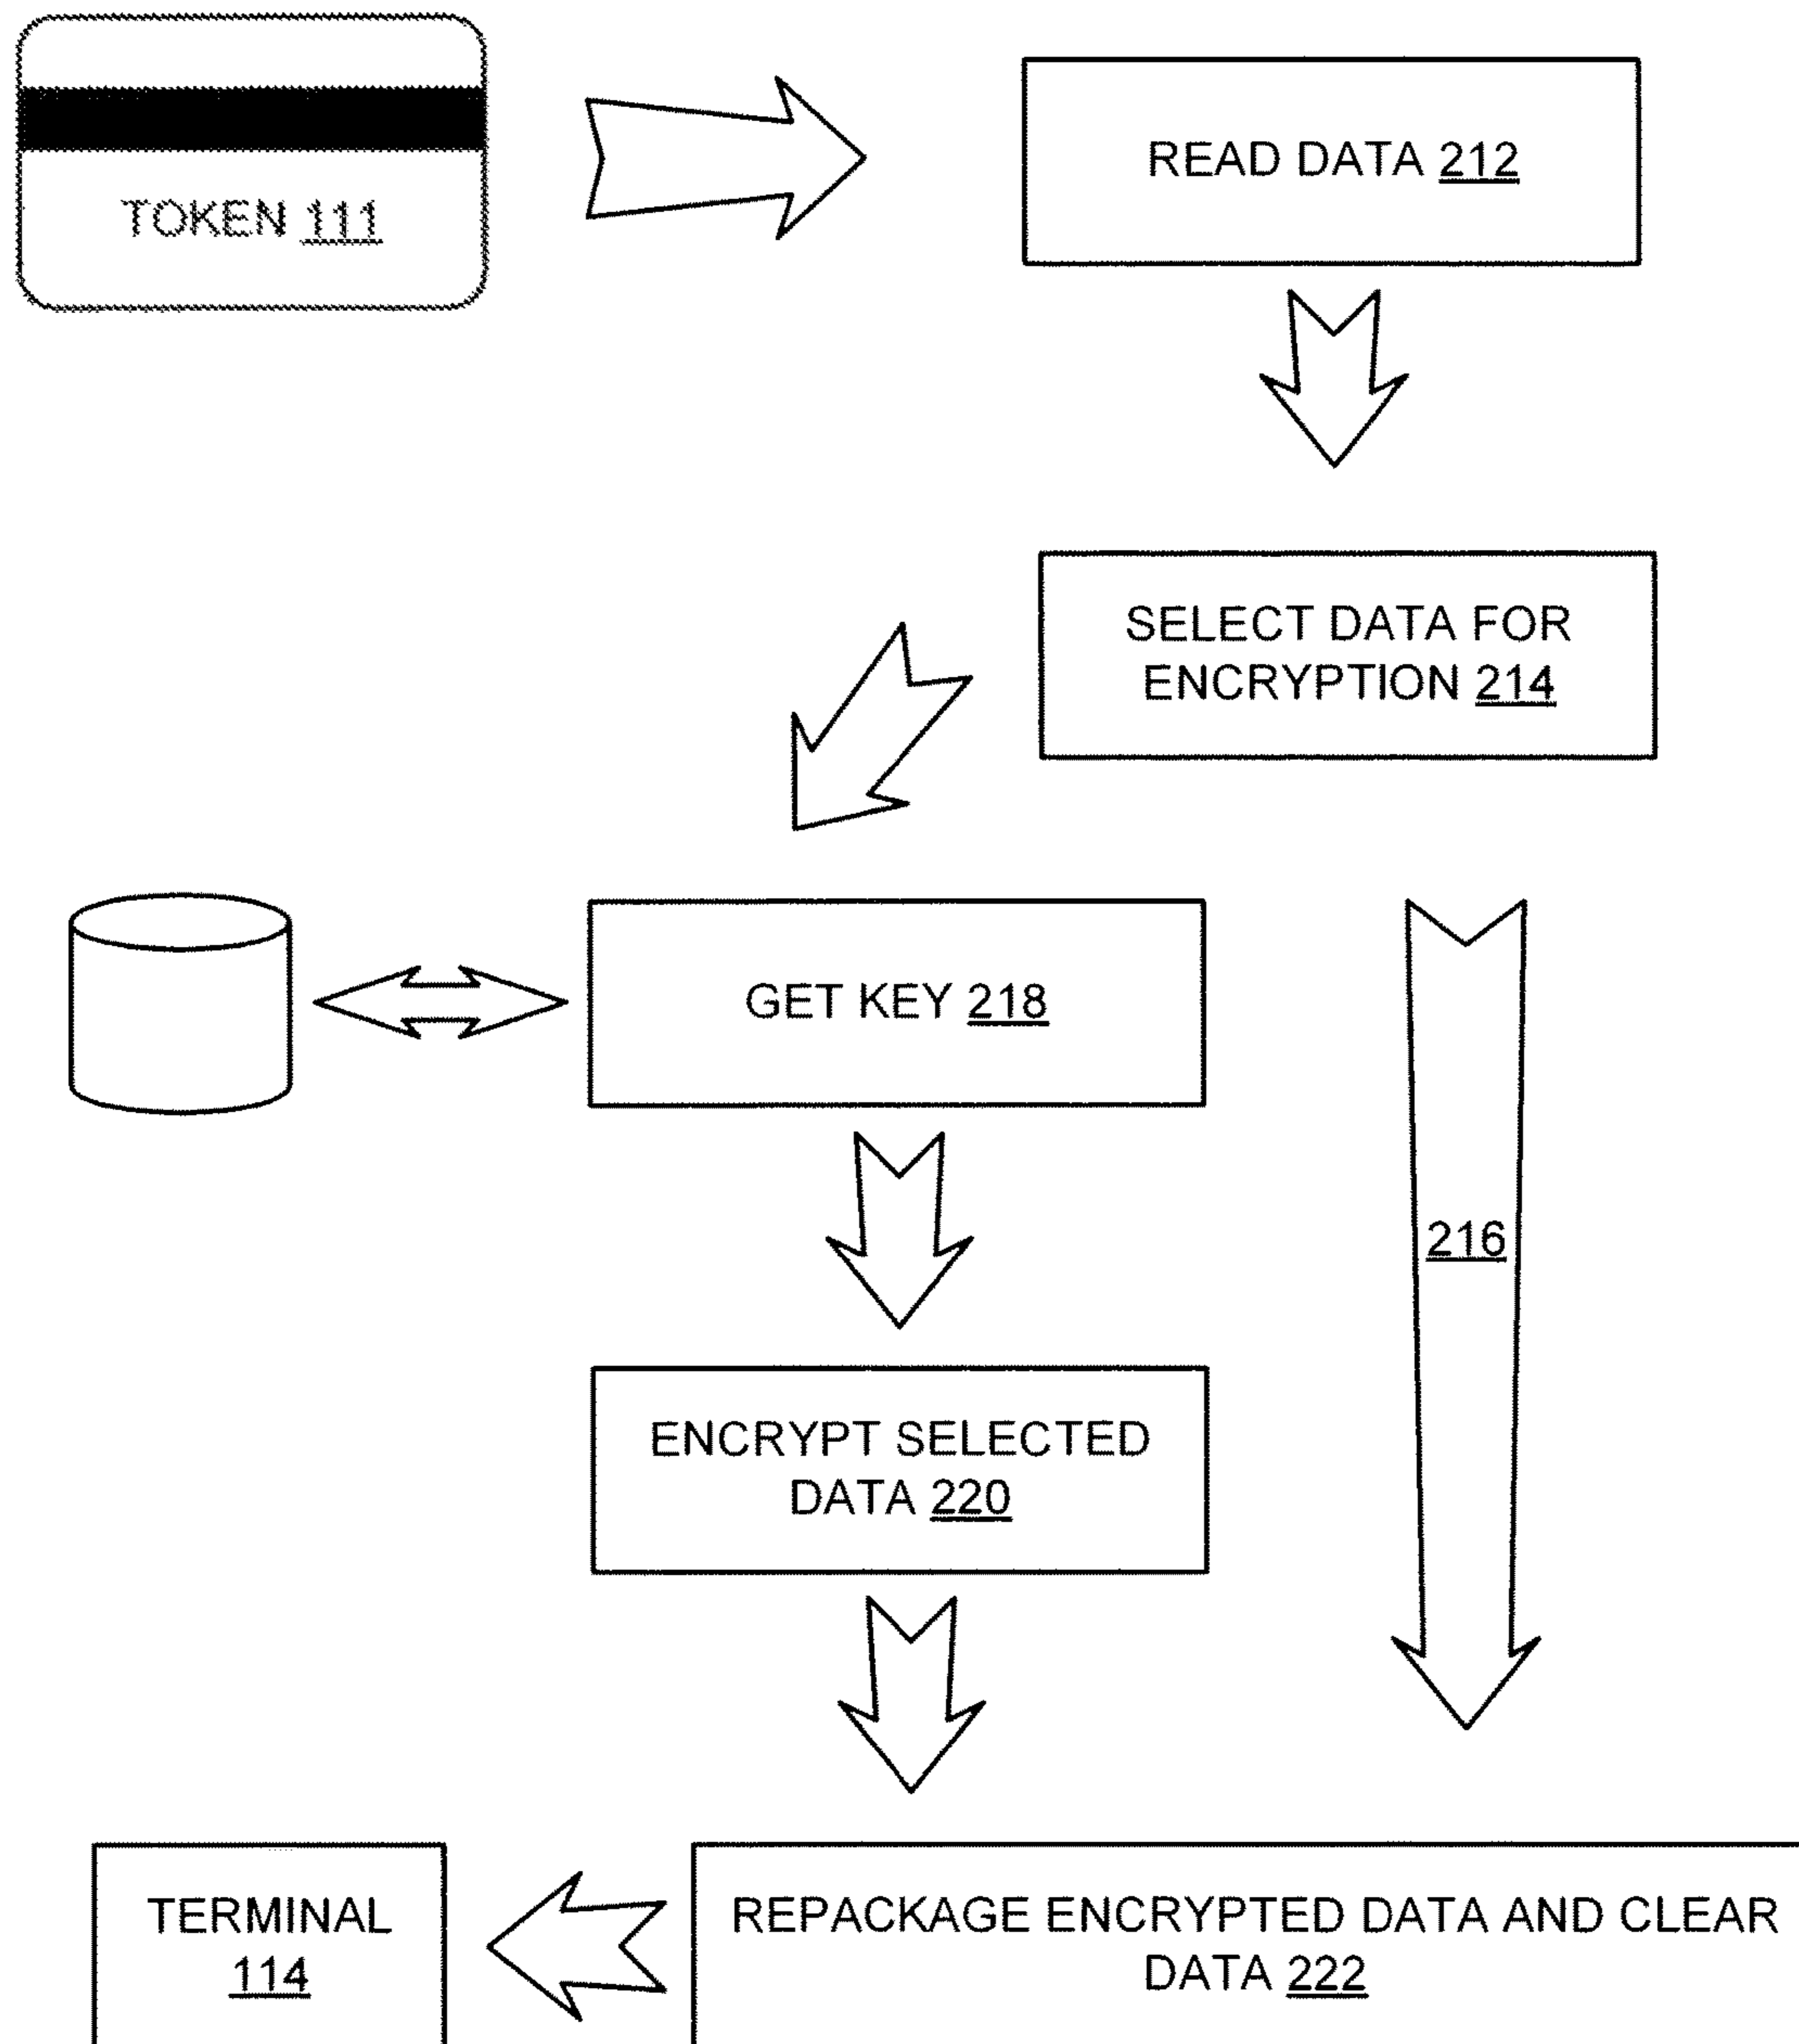 TOKEN 111
READ DATA 212
SELECT DATA FOR
ENCRYPTION 214
GET KEY 218
216
ENCRYPT SELECTED
DATA 220
TERMINAL
114
REPACKAGE ENCRYPTED DATA AND CLEAR
DATA 222